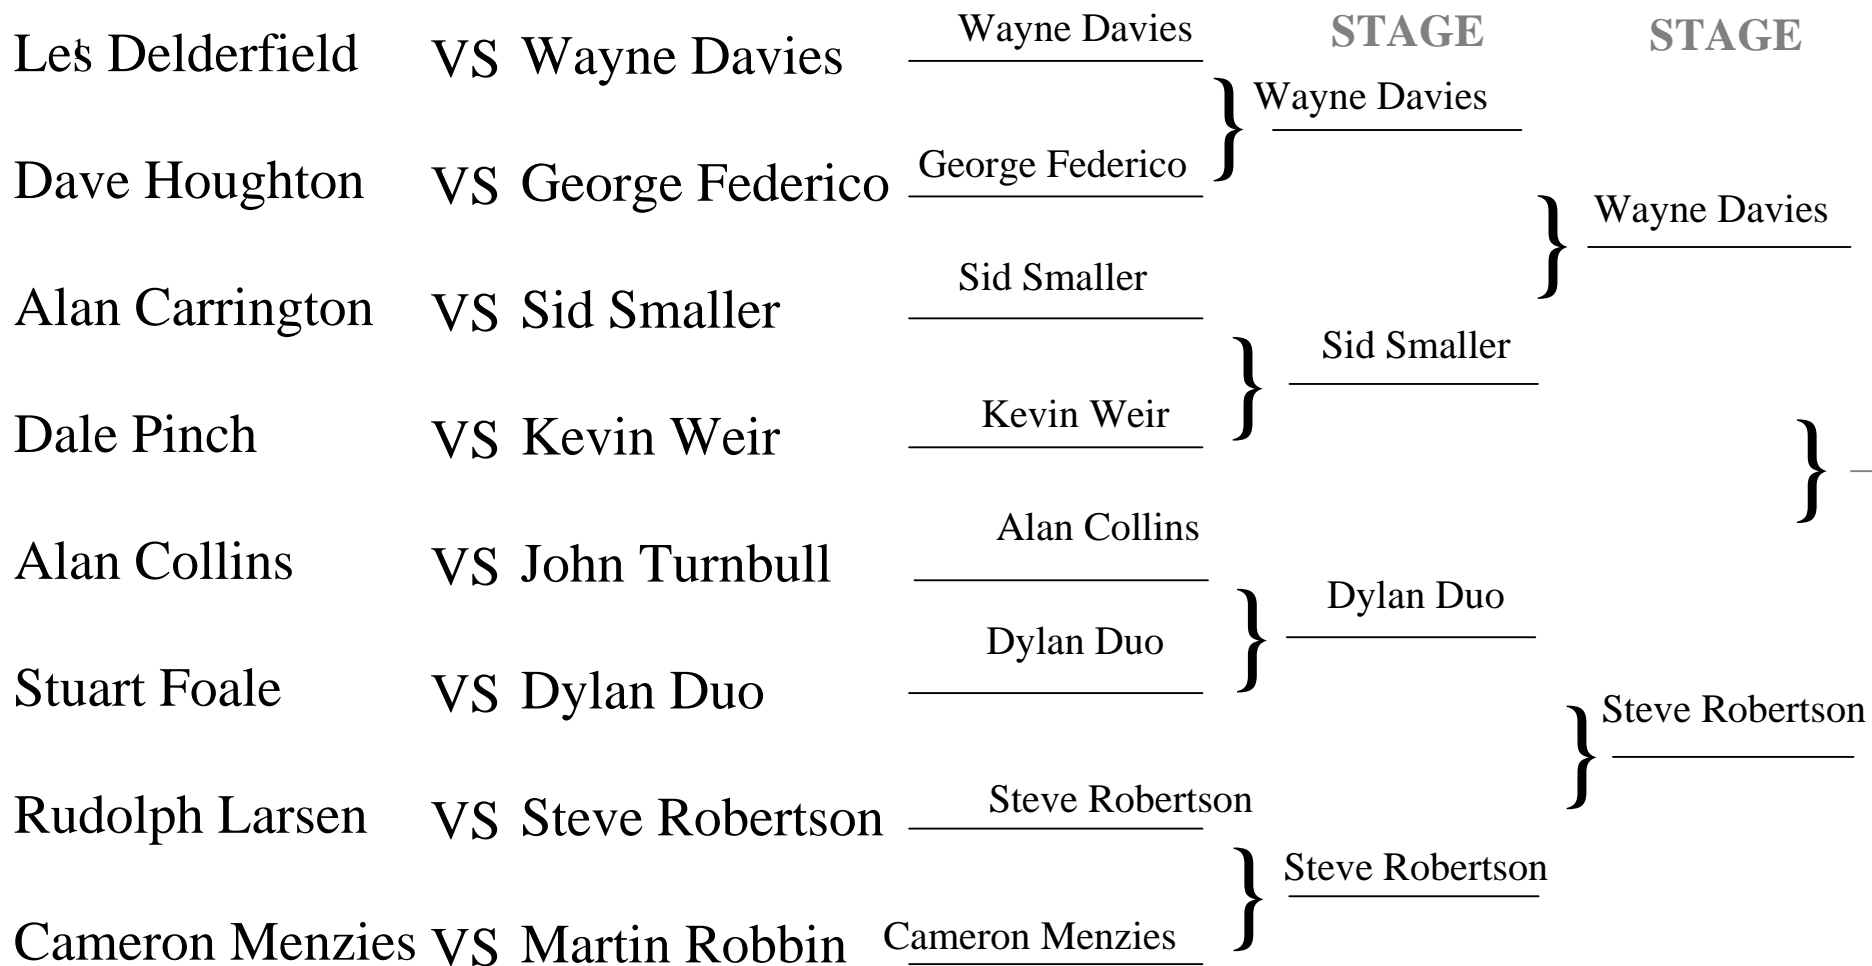 Les Delderfield VS Wayne Davies
Dave Houghton VS George Federico
Alan Carrington VS Sid Smaller
Dale Pinch VS Kevin Weir
Alan Collins VS John Turnbull
Stuart Foale VS Dylan Duo
Rudolph Larsen VS Steve Robertson
Cameron Menzies VS Martin Robbin
Wayne Davies
George Federico
Sid Smaller
Kevin Weir
Alan Collins
Dylan Duo
Steve Robertson
Cameron Menzies
STAGE
Wayne Davies
Sid Smaller
Dylan Duo
Steve Robertson
STAGE
Wayne Davies
Steve Robertson